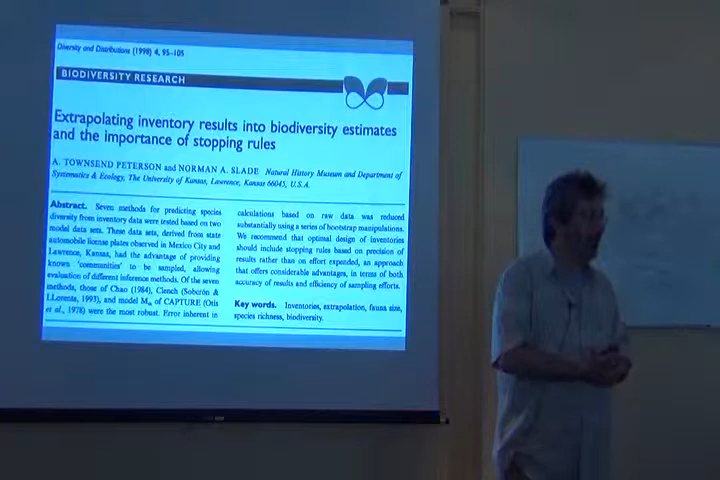 Diversity and Distributions (1998) 4, 95–105
BIODIVERSITY RESEARCH
Extrapolating inventory results into biodiversity estimates
and the importance of stopping rules
A. TOWNSEND PETERSON and NORMAN A. SLADE Natural History Museum and Department of
Systematics & Ecology, The University of Kansas, Lawrence, Kansas 66045, U.S.A.
Abstract. Seven methods for predicting species
diversity from inventory data were tested based on two
model data sets. These data sets, derived from state
automobile license plates observed in Mexico City and
Lawrence, Kansas, had the advantage of providing
known 'communities' to be sampled, allowing
evaluation of different inference methods. Of the seven
methods, those of Chao (1984), Clench (Soberón &
Llorente, 1993), and model Mh of CAPTURE (Otis
et al., 1978) were the most robust. Error inherent in
calculations based on raw data was reduced
substantially using a series of bootstrap manipulations.
We recommend that optimal design of inventories
should include stopping rules based on precision of
results rather than on effort expended, an approach
that offers considerable advantages, in terms of both
accuracy of results and efficiency of sampling efforts.
Key words. Inventories, extrapolation, fauna size,
species richness, biodiversity.